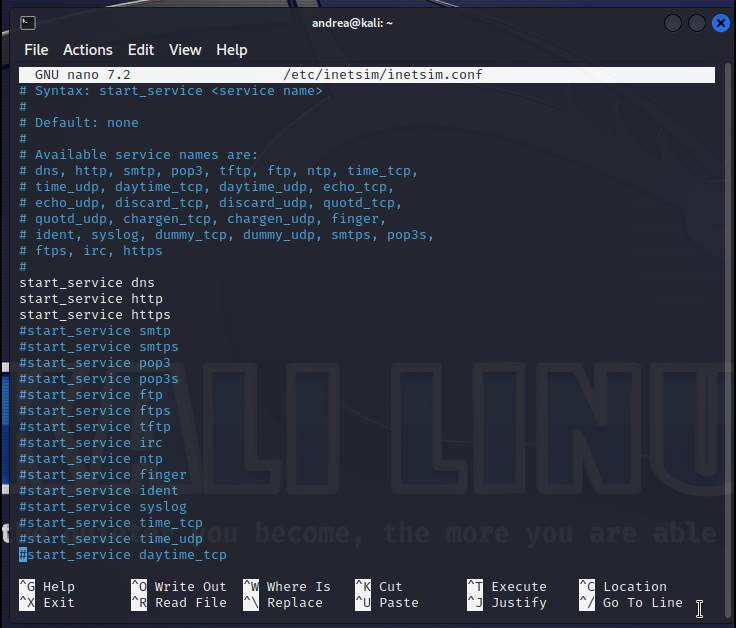 andrea@kali: ~
File Actions Edit View Help
GNU nano 7.2 /etc/inetsim/inetsim.conf
# Syntax: start_service <service name>
#
# Default: none
#
# Available service names are:
# dns, http, smtp, pop3, tftp, ftp, ntp, time_tcp,
# time_udp, daytime_tcp, daytime_udp, echo_tcp,
# echo_udp, discard_tcp, discard_udp, quotd_tcp,
# quotd_udp, chargen_tcp, chargen_udp, finger,
# ident, syslog, dummy_tcp, dummy_udp, smtps, pop3s,
# ftps, irc, https
#
start_service dns
start_service http
start_service https
#start_service smtp
#start_service smtps
#start_service pop3
#start_service pop3s
#start_service ftp
#start_service ftps
#start_service tftp
#start_service irc
#start_service ntp
#start_service finger
#start_service ident
#start_service syslog
#start_service time_tcp
#start_service time_udp
#start_service daytime_tcp
^G Help ^O Write Out ^W Where Is ^K Cut ^T Execute ^C Location
^X Exit ^R Read File ^\ Replace ^U Paste ^J Justify ^/ Go To Line
KALI LINU
you become, the more you are able